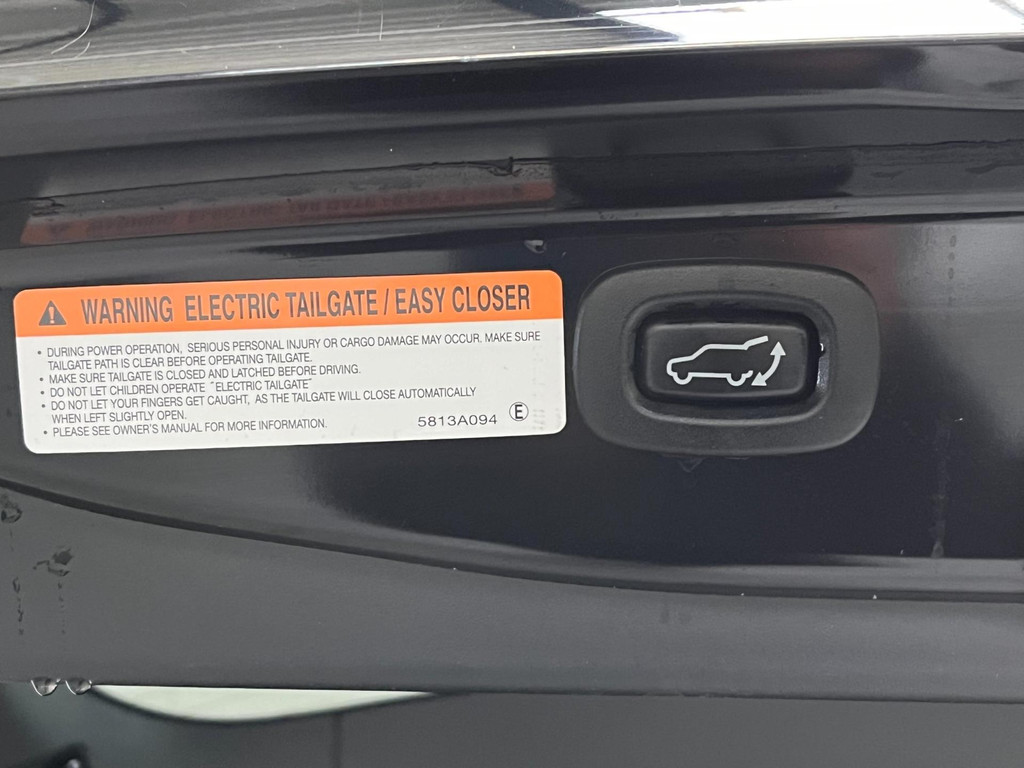 WARNING ELECTRIC TAILGATE / EASY CLOSER
• DURING POWER OPERATION, SERIOUS PERSONAL INJURY OR CARGO DAMAGE MAY OCCUR. MAKE SURE
TAILGATE PATH IS CLEAR BEFORE OPERATING TAILGATE.
• MAKE SURE TAILGATE IS CLOSED AND LATCHED BEFORE DRIVING.
• DO NOT LET CHILDREN OPERATE "ELECTRIC TAILGATE"
• DO NOT LET YOUR FINGERS GET CAUGHT, AS THE TAILGATE WILL CLOSE AUTOMATICALLY
WHEN LEFT SLIGHTLY OPEN.
• PLEASE SEE OWNER'S MANUAL FOR MORE INFORMATION.
5813A094 Ⓔ